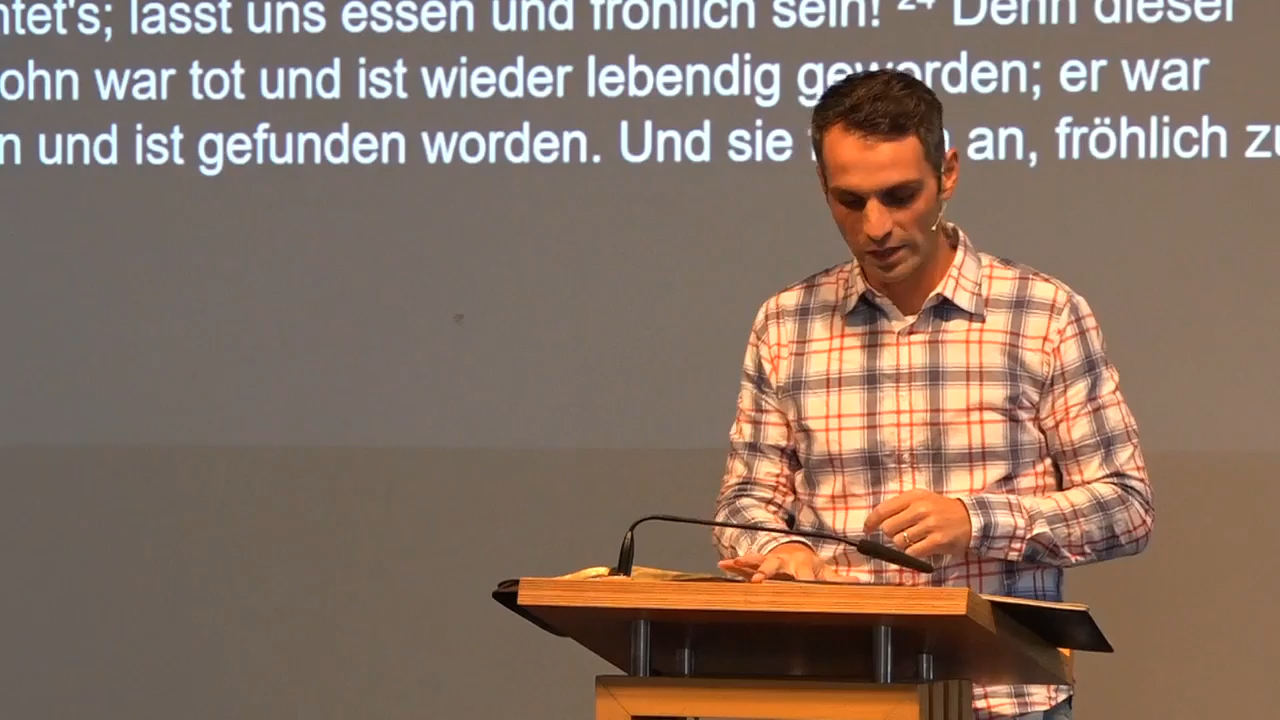 ntet's; lasst uns essen und fröhlich sein! 24 Denn dieser
ohn war tot und ist wieder lebendig geworden; er war
n und ist gefunden worden. Und sie an, fröhlich zu